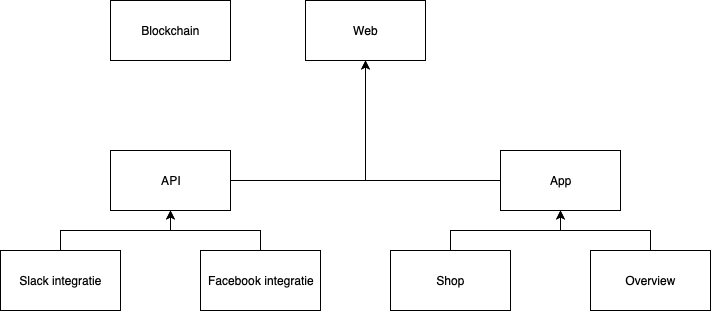 Blockchain
Web
API
App
Slack integratie
Facebook integratie
Shop
Overview